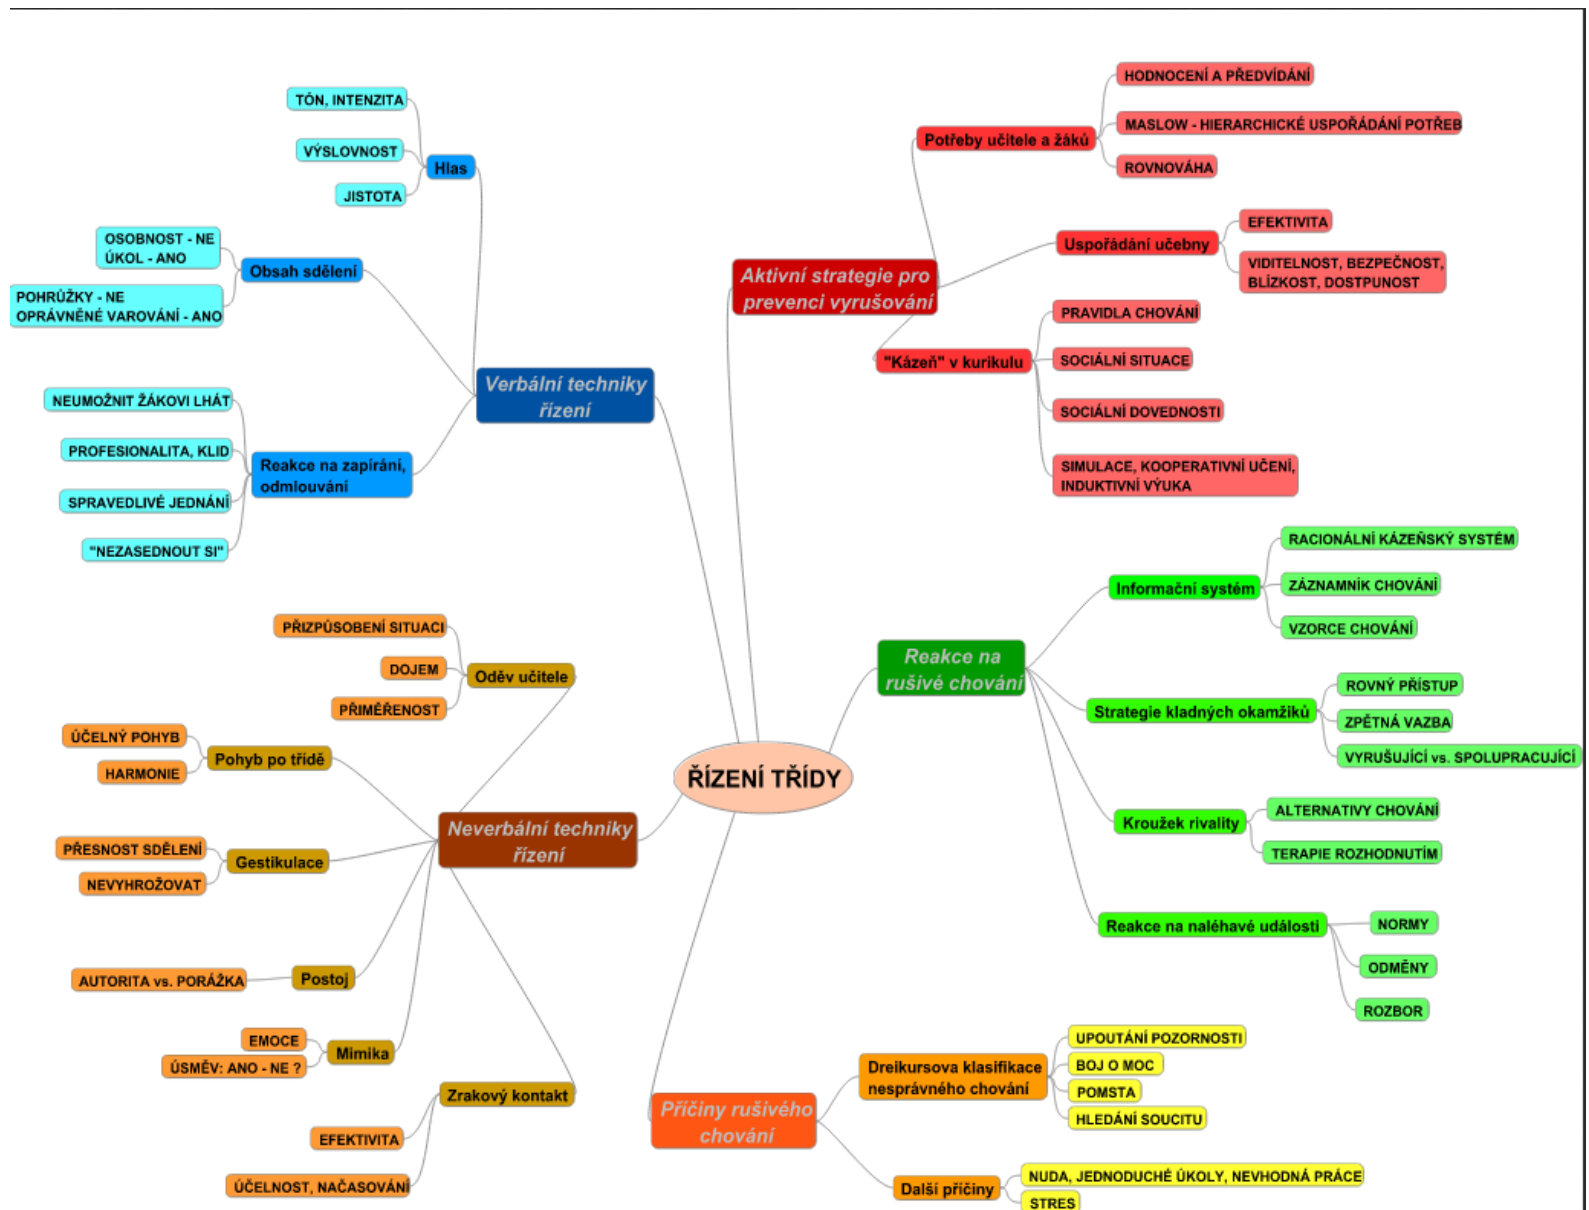 ŘÍZENÍ TŘÍDY
Verbální techniky
řízení
Hlas
TÓN, INTENZITA
VÝSLOVNOST
JISTOTA
Obsah sdělení
OSOBNOST - NE
ÚKOL - ANO
POHRŮŽKY - NE
OPRÁVNĚNÉ VAROVÁNÍ - ANO
Reakce na zapírání,
odmlouvání
NEUMOŽNIT ŽÁKOVI LHÁT
PROFESIONALITA, KLID
SPRAVEDLIVÉ JEDNÁNÍ
"NEZASEDNOUT SI"
Neverbální techniky
řízení
Oděv učitele
PŘIZPŮSOBENÍ SITUACI
DOJEM
PŘIMĚŘENOST
Pohyb po třídě
ÚČELNÝ POHYB
HARMONIE
Gestikulace
PŘESNOST SDĚLENÍ
NEVYHROŽOVAT
Postoj
AUTORITA vs. PORÁŽKA
Mimika
EMOCE
ÚSMĚV: ANO - NE ?
Zrakový kontakt
EFEKTIVITA
ÚČELNOST, NAČASOVÁNÍ
Aktivní strategie pro
prevenci vyrušování
Potřeby učitele a žáků
HODNOCENÍ A PŘEDVÍDÁNÍ
MASLOW - HIERARCHICKÉ USPOŘÁDÁNÍ POTŘEB
ROVNOVÁHA
Uspořádání učebny
EFEKTIVITA
VIDITELNOST, BEZPEČNOST,
BLÍZKOST, DOSTPUNOST
"Kázeň" v kurikulu
PRAVIDLA CHOVÁNÍ
SOCIÁLNÍ SITUACE
SOCIÁLNÍ DOVEDNOSTI
SIMULACE, KOOPERATIVNÍ UČENÍ,
INDUKTIVNÍ VÝUKA
Reakce na
rušivé chování
Informační systém
RACIONÁLNÍ KÁZEŇSKÝ SYSTÉM
ZÁZNAMNÍK CHOVÁNÍ
VZORCE CHOVÁNÍ
Strategie kladných okamžiků
ROVNÝ PŘÍSTUP
ZPĚTNÁ VAZBA
VYRUŠUJÍCÍ vs. SPOLUPRACUJÍCÍ
Kroužek rivality
ALTERNATIVY CHOVÁNÍ
TERAPIE ROZHODNUTÍM
Reakce na naléhavé události
NORMY
ODMĚNY
ROZBOR
Příčiny rušivého
chování
Dreikursova klasifikace
nesprávného chování
UPOUTÁNÍ POZORNOSTI
BOJ O MOC
POMSTA
HLEDÁNÍ SOUCITU
Další příčiny
NUDA, JEDNODUCHÉ ÚKOLY, NEVHODNÁ PRÁCE
STRES